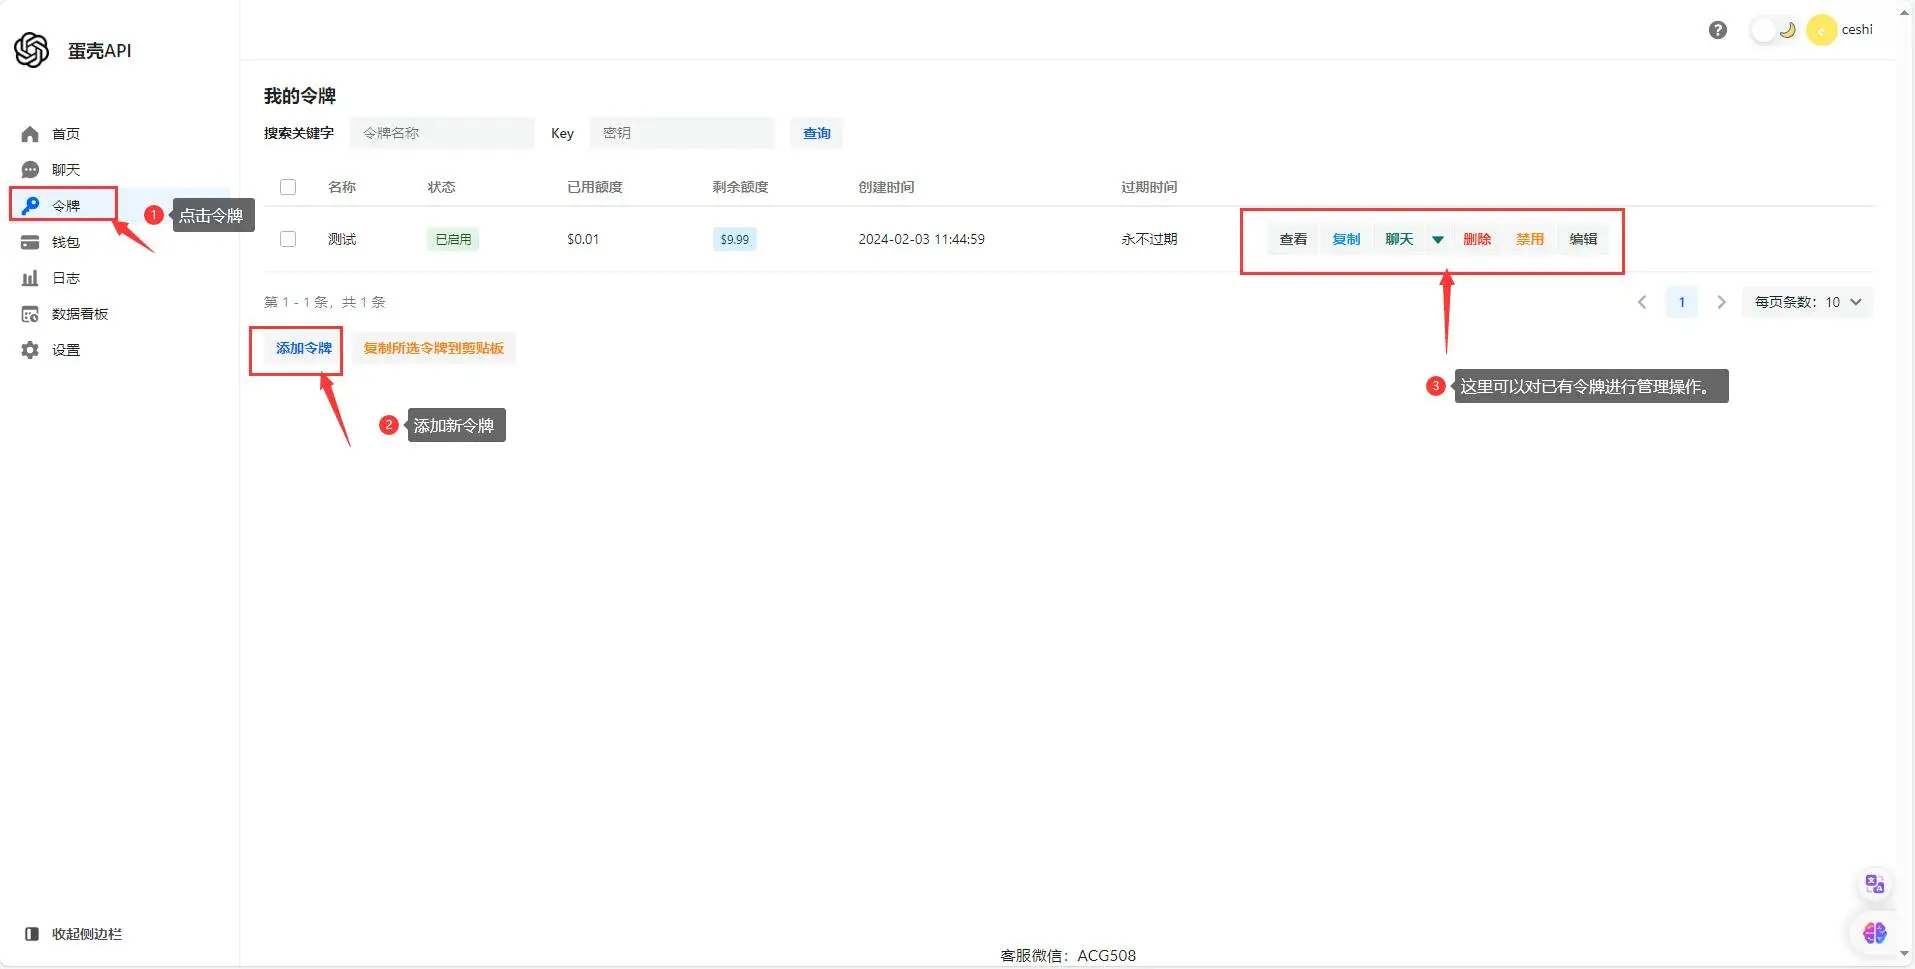 蛋壳API
ceshi
首页
聊天
令牌
1 点击令牌
钱包
日志
数据看板
设置
收起侧边栏
我的令牌
搜索关键字 令牌名称 Key 密钥 查询
名称 状态 已用额度 剩余额度 创建时间 过期时间
测试 已启用 $0.01 $9.99 2024-02-03 11:44:59 永不过期 查看 复制 聊天 删除 禁用 编辑
第 1 - 1 条，共 1 条 1 每页条数：10
添加令牌 复制所选令牌到剪贴板
3 这里可以对已有令牌进行管理操作。
2 添加新令牌
客服微信：ACG508